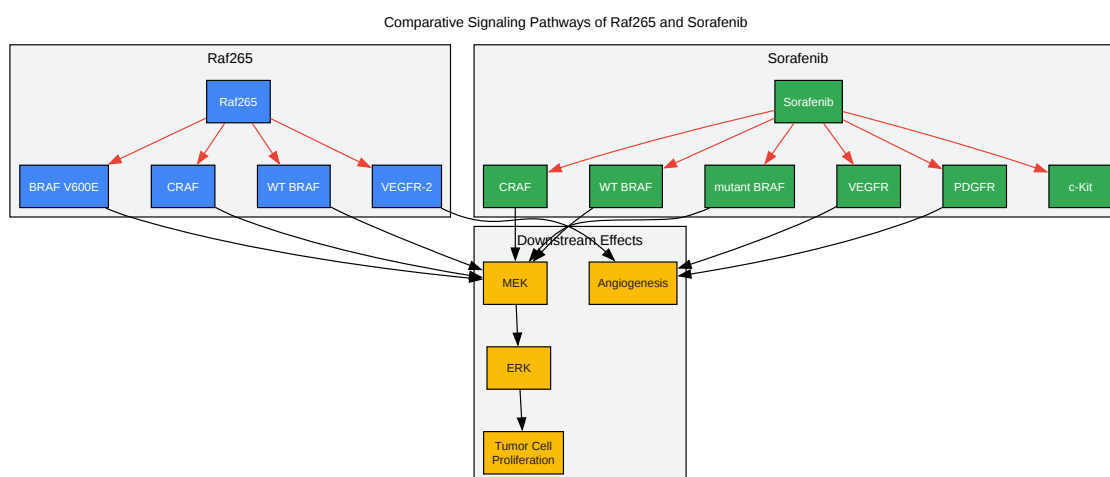 Comparative Signaling Pathways of Raf265 and Sorafenib
Raf265
Sorafenib
Raf265
Sorafenib
BRAF V600E
CRAF
WT BRAF
VEGFR-2
CRAF
WT BRAF
mutant BRAF
VEGFR
PDGFR
c-Kit
Downstream Effects
MEK
Angiogenesis
ERK
Tumor Cell
Proliferation